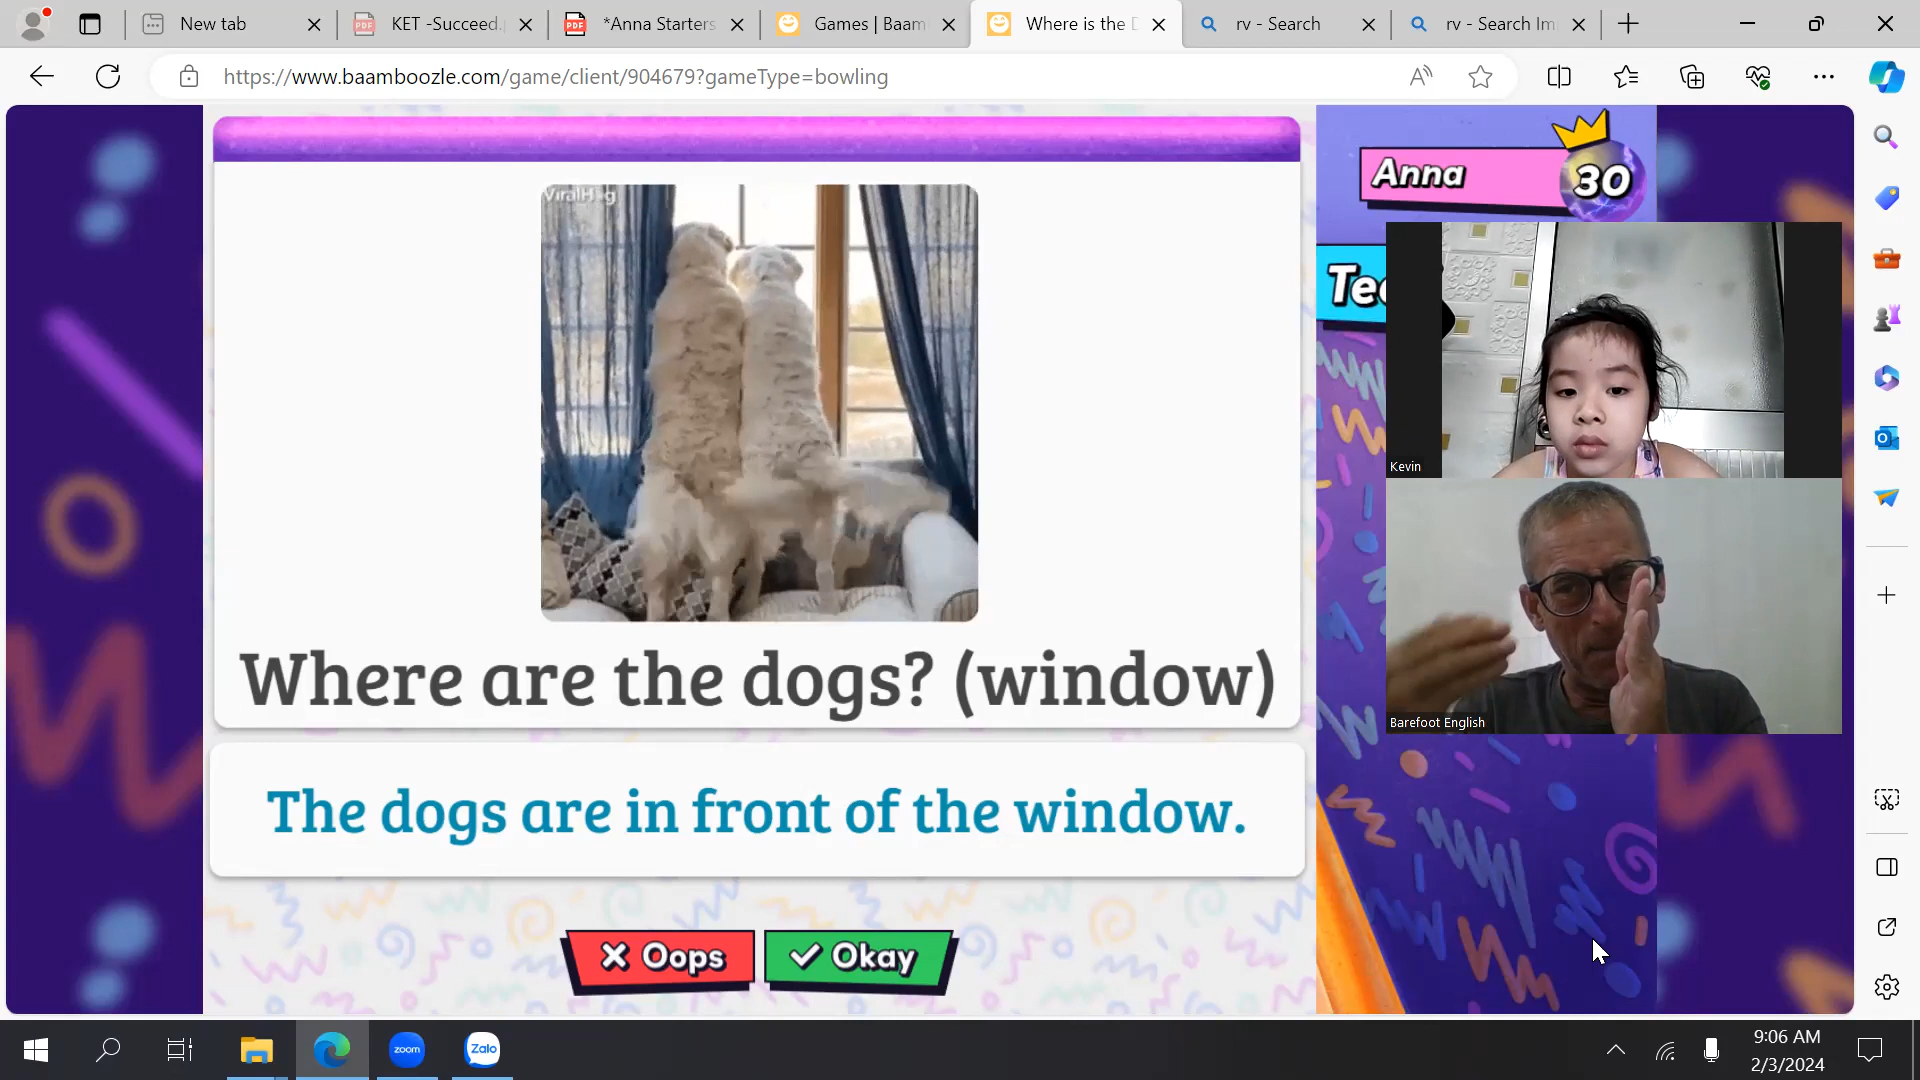 New tab
KET -Succeed.
*Anna Starters
Games | Baam
Where is the D
rv - Search
rv - Search Im
https://www.baamboozle.com/game/client/904679?gameType=bowling
ViralHog
Anna
30
Tea
Kevin
Where are the dogs? (window)
Barefoot English
The dogs are in front of the window.
Oops
Okay
zoom
Zalo
9:06 AM
2/3/2024